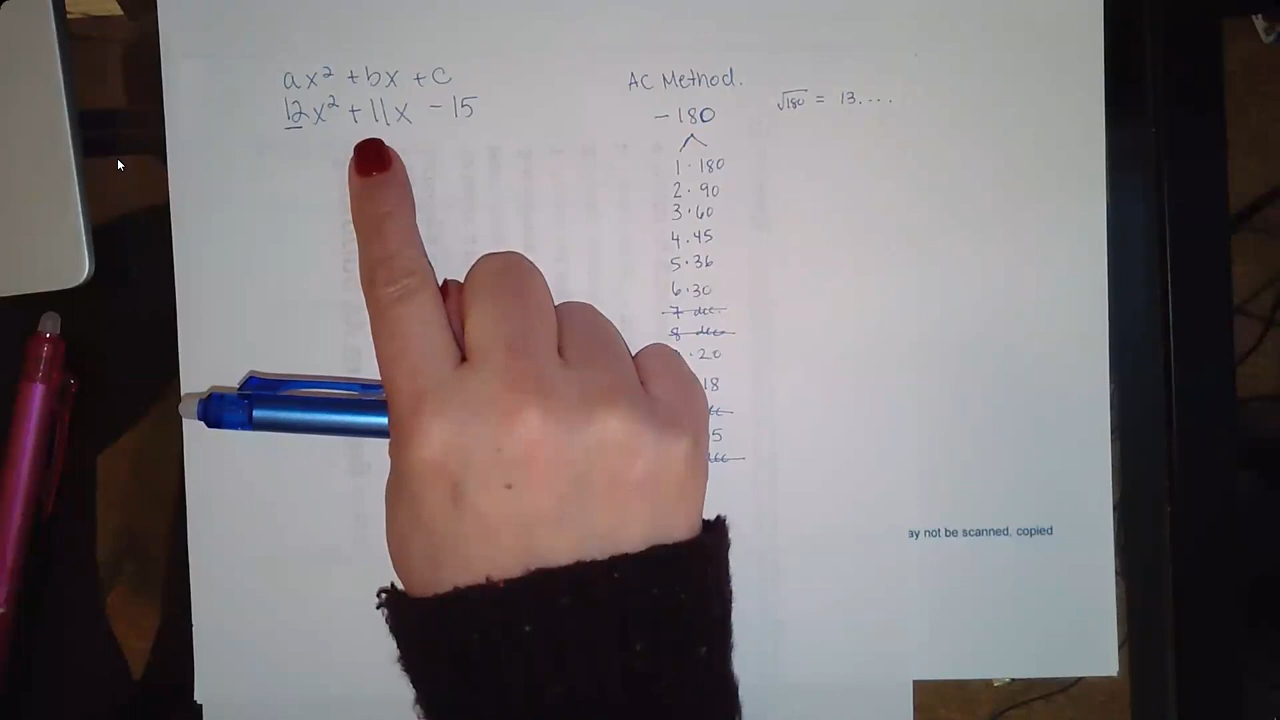 ax² + bx + c
12x² + 11x - 15
AC Method.
- 180
1 · 180
2 · 90
3 · 60
4 · 45
5 · 36
6 · 30
7 dec.
8 dec
· 20
18
5
√180 = 13....
ay not be scanned, copied